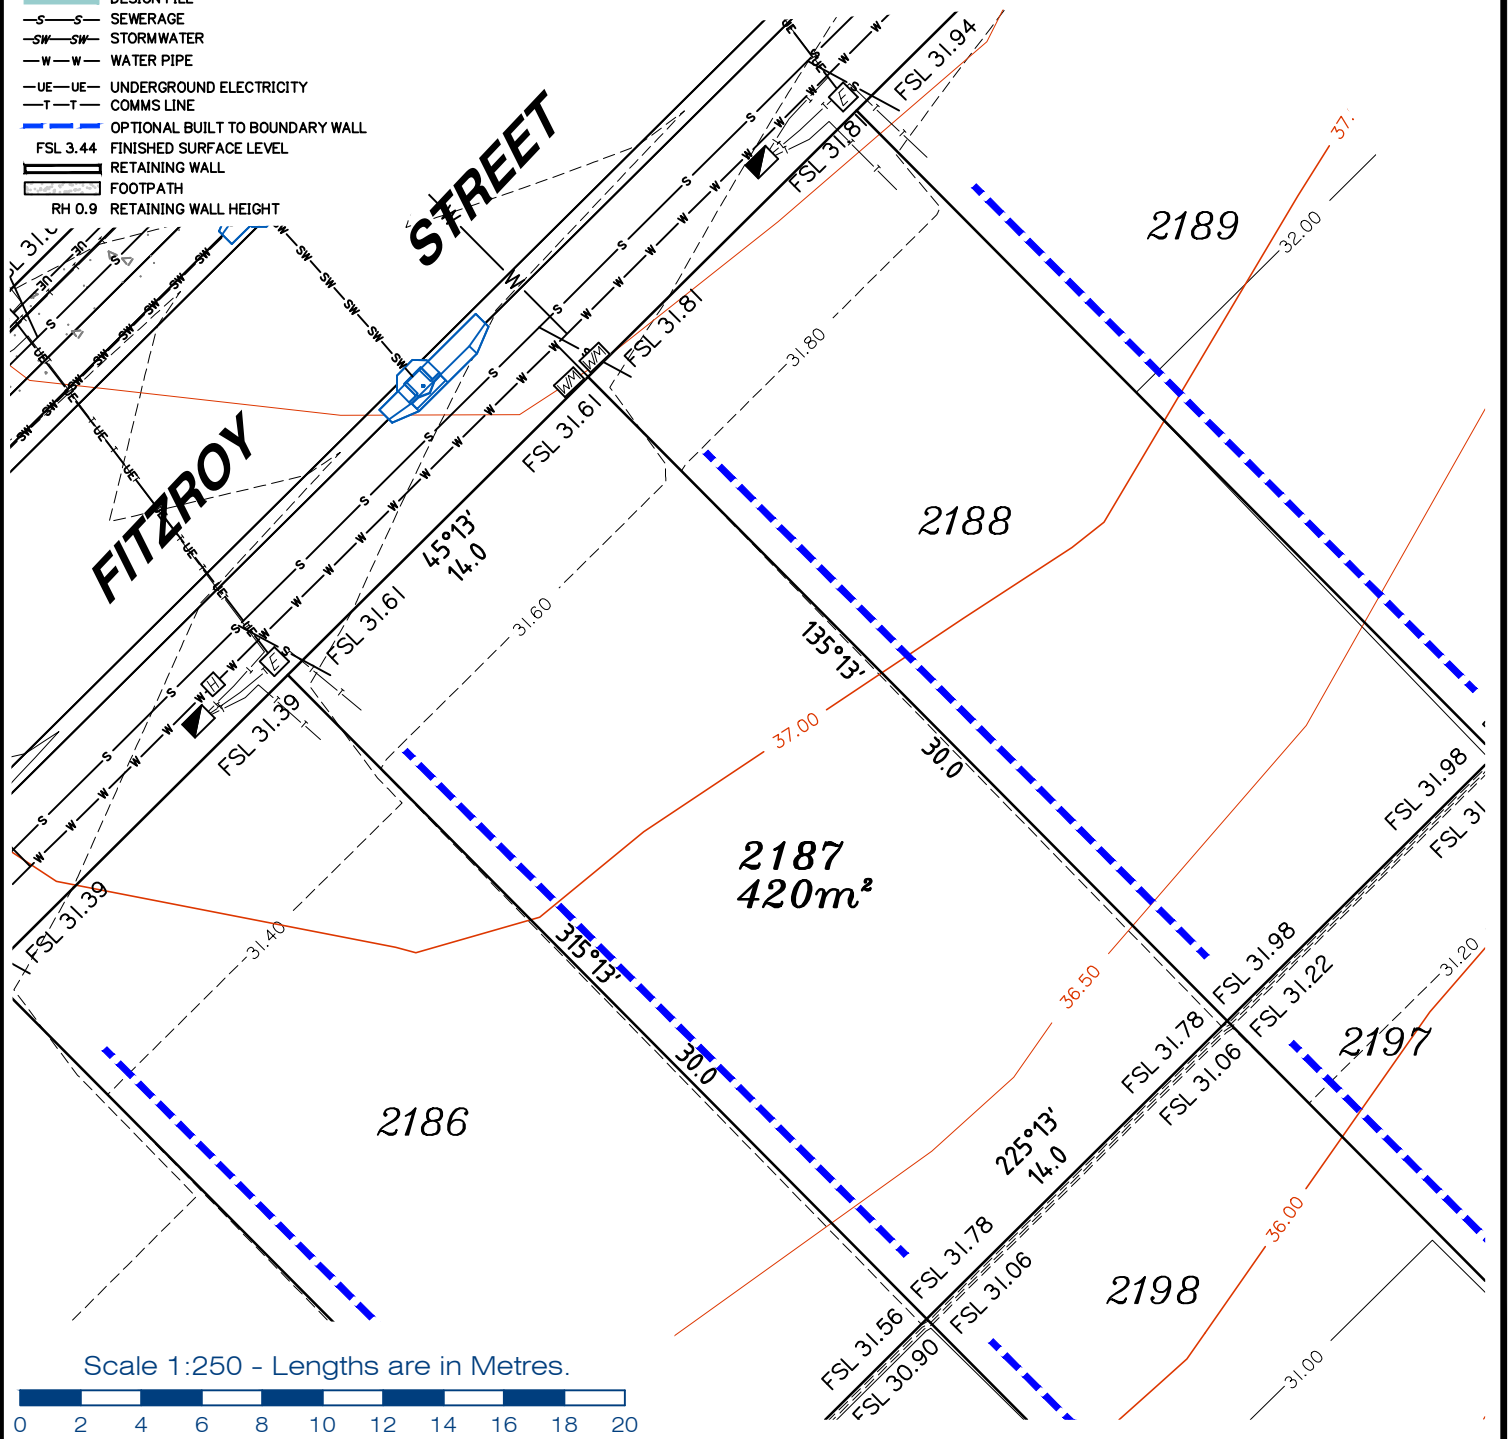 SEWERAGE
STORMWATER
WATER PIPE
UNDERGROUND ELECTRICITY
COMMS LINE
OPTIONAL BUILT TO BOUNDARY WALL
FSL 3.44 FINISHED SURFACE LEVEL
RETAINING WALL
FOOTPATH
RH 0.9 RETAINING WALL HEIGHT
FITZROY STREET
FSL 31.94
FSL 31.81
37.
2189
32.00
31.80
FSL 31.81
FSL 31.61
2188
45°13'
14.0
FSL 31.61
31.60
135°13'
30.0
37.00
FSL 31.39
FSL 31.98
2187
420m²
FSL 31.39
31.40
315°13'
30.0
36.50
FSL 31.98
FSL 31.22
31.20
2197
FSL 31.78
FSL 31.06
2186
225°13'
14.0
36.00
FSL 31.78
FSL 31.06
2198
FSL 31.56
FSL 30.90
31.00
Scale 1:250 - Lengths are in Metres.
0 2 4 6 8 10 12 14 16 18 20